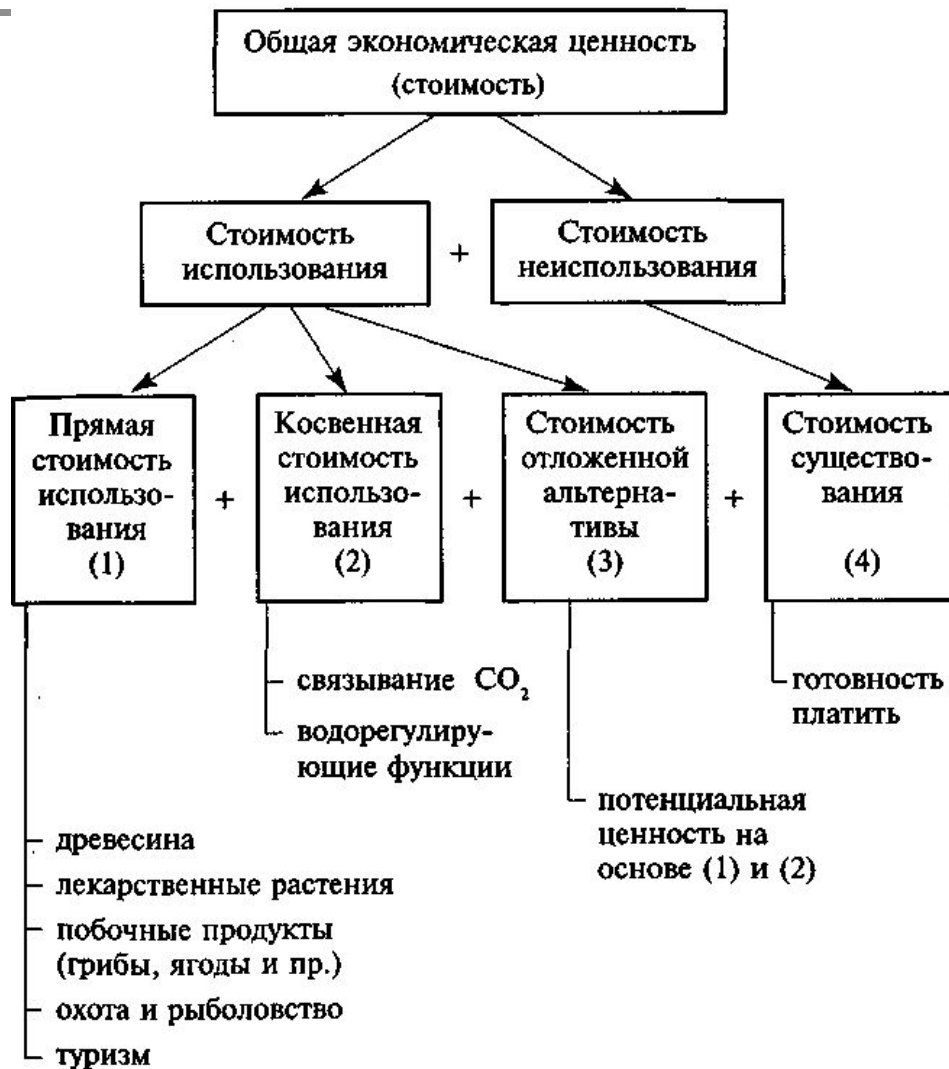 Общая экономическая ценность
(стоимость)
Стоимость
использования
+
Стоимость
неиспользования
Прямая
стоимость
использо-
вания
(1)
+
Косвенная
стоимость
использо-
вания
(2)
+
Стоимость
отложенной
альтерна-
тивы
(3)
+
Стоимость
существо-
вания
(4)
связывание CO₂
водорегулиру-
ющие функции
готовность
платить
потенциальная
ценность на
основе (1) и (2)
древесина
лекарственные растения
побочные продукты
(грибы, ягоды и пр.)
охота и рыболовство
туризм